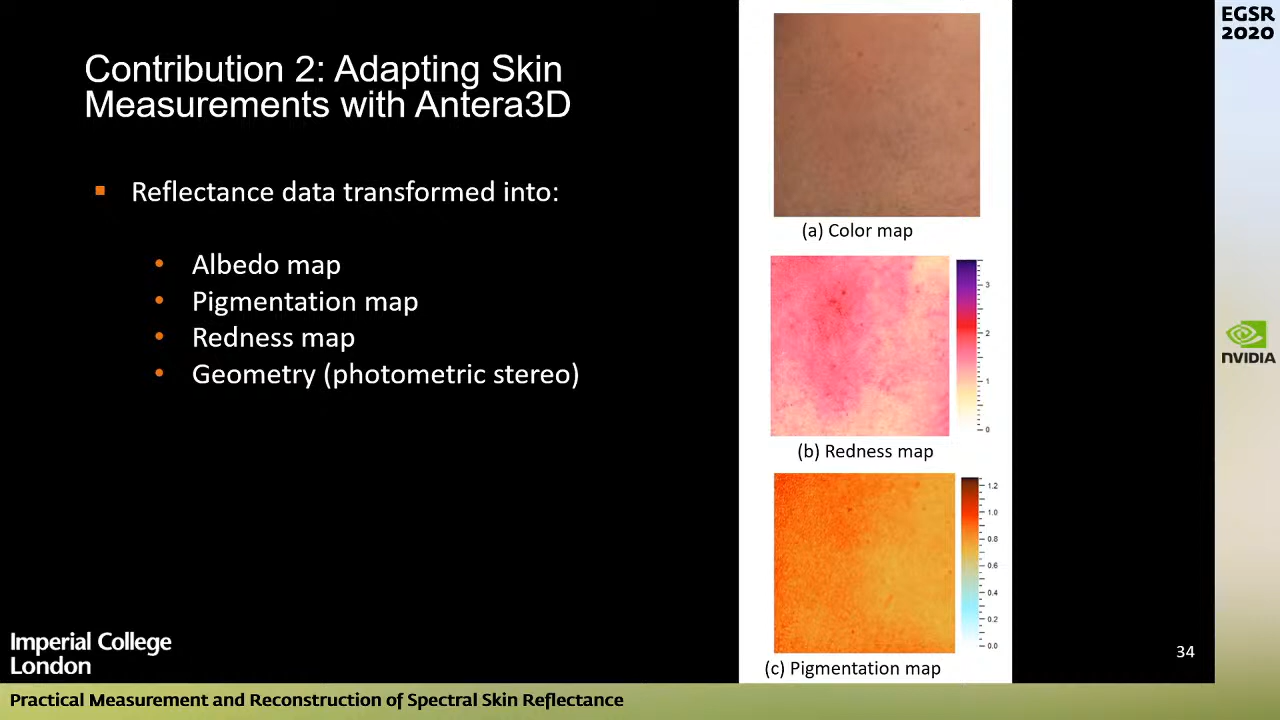 Contribution 2: Adapting Skin
Measurements with Antera3D
Reflectance data transformed into:
Albedo map
Pigmentation map
Redness map
Geometry (photometric stereo)
(a) Color map
3
2
1
0
(b) Redness map
1.2
1.0
0.8
0.6
0.4
0.2
0.0
(c) Pigmentation map
EGSR
2020
NVIDIA
34
Imperial College
London
Practical Measurement and Reconstruction of Spectral Skin Reflectance